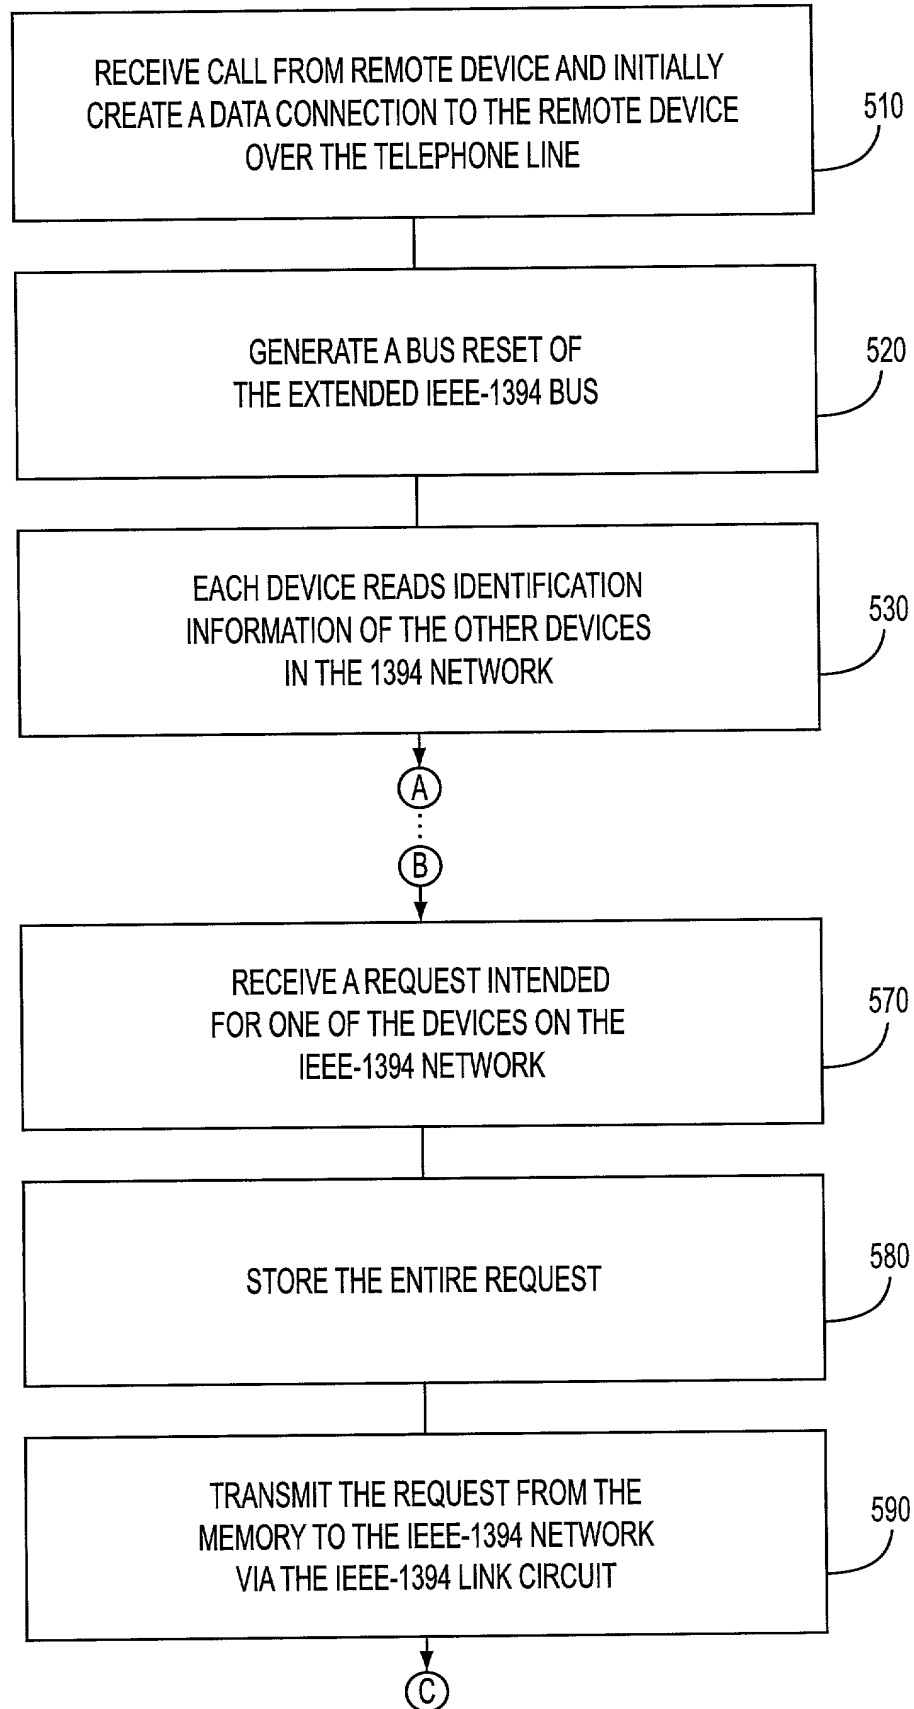 RECEIVE CALL FROM REMOTE DEVICE AND INITIALLY
CREATE A DATA CONNECTION TO THE REMOTE DEVICE
OVER THE TELEPHONE LINE
510
GENERATE A BUS RESET OF
THE EXTENDED IEEE-1394 BUS
520
EACH DEVICE READS IDENTIFICATION
INFORMATION OF THE OTHER DEVICES
IN THE 1394 NETWORK
530
A
B
RECEIVE A REQUEST INTENDED
FOR ONE OF THE DEVICES ON THE
IEEE-1394 NETWORK
570
STORE THE ENTIRE REQUEST
580
TRANSMIT THE REQUEST FROM THE
MEMORY TO THE IEEE-1394 NETWORK
VIA THE IEEE-1394 LINK CIRCUIT
590
C